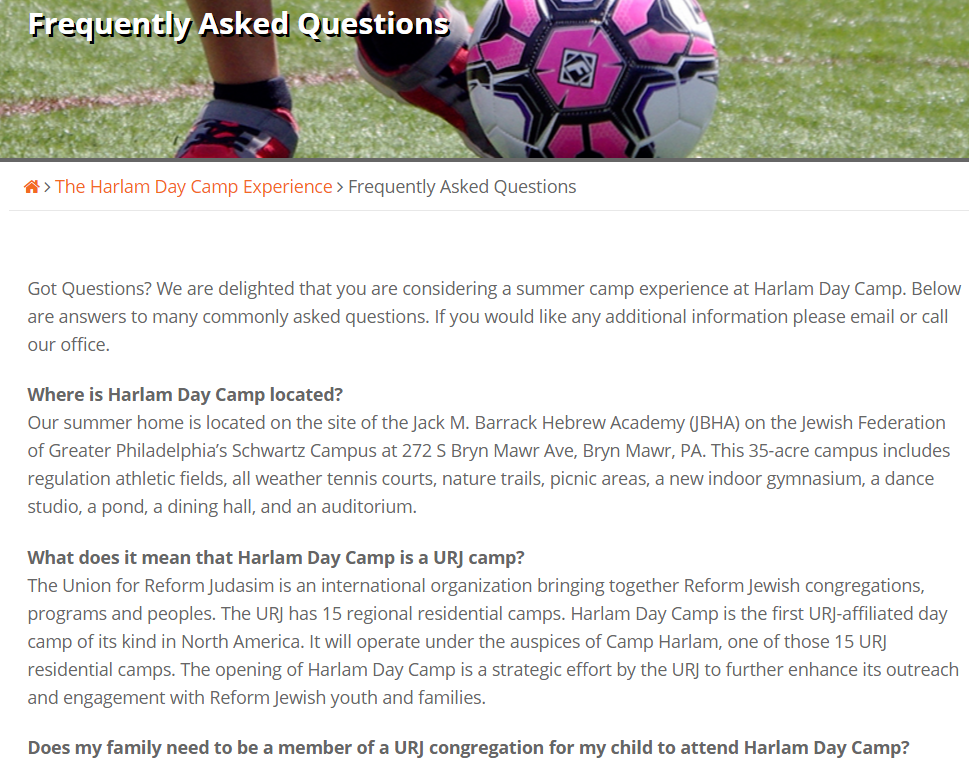 Frequently Asked Questions
The Harlam Day Camp Experience > Frequently Asked Questions
Got Questions? We are delighted that you are considering a summer camp experience at Harlam Day Camp. Below
are answers to many commonly asked questions. If you would like any additional information please email or call
our office.
Where is Harlam Day Camp located?
Our summer home is located on the site of the Jack M. Barrack Hebrew Academy (JBHA) on the Jewish Federation
of Greater Philadelphia’s Schwartz Campus at 272 S Bryn Mawr Ave, Bryn Mawr, PA. This 35-acre campus includes
regulation athletic fields, all weather tennis courts, nature trails, picnic areas, a new indoor gymnasium, a dance
studio, a pond, a dining hall, and an auditorium.
What does it mean that Harlam Day Camp is a URJ camp?
The Union for Reform Judasim is an international organization bringing together Reform Jewish congregations,
programs and peoples. The URJ has 15 regional residential camps. Harlam Day Camp is the first URJ-affiliated day
camp of its kind in North America. It will operate under the auspices of Camp Harlam, one of those 15 URJ
residential camps. The opening of Harlam Day Camp is a strategic effort by the URJ to further enhance its outreach
and engagement with Reform Jewish youth and families.
Does my family need to be a member of a URJ congregation for my child to attend Harlam Day Camp?